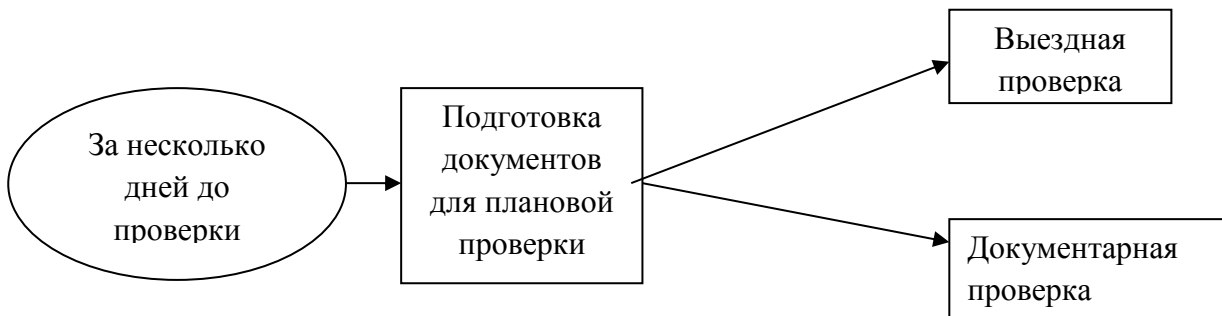 За несколько
дней до
проверки
Подготовка
документов
для плановой
проверки
Выездная
проверка
Документарная
проверка